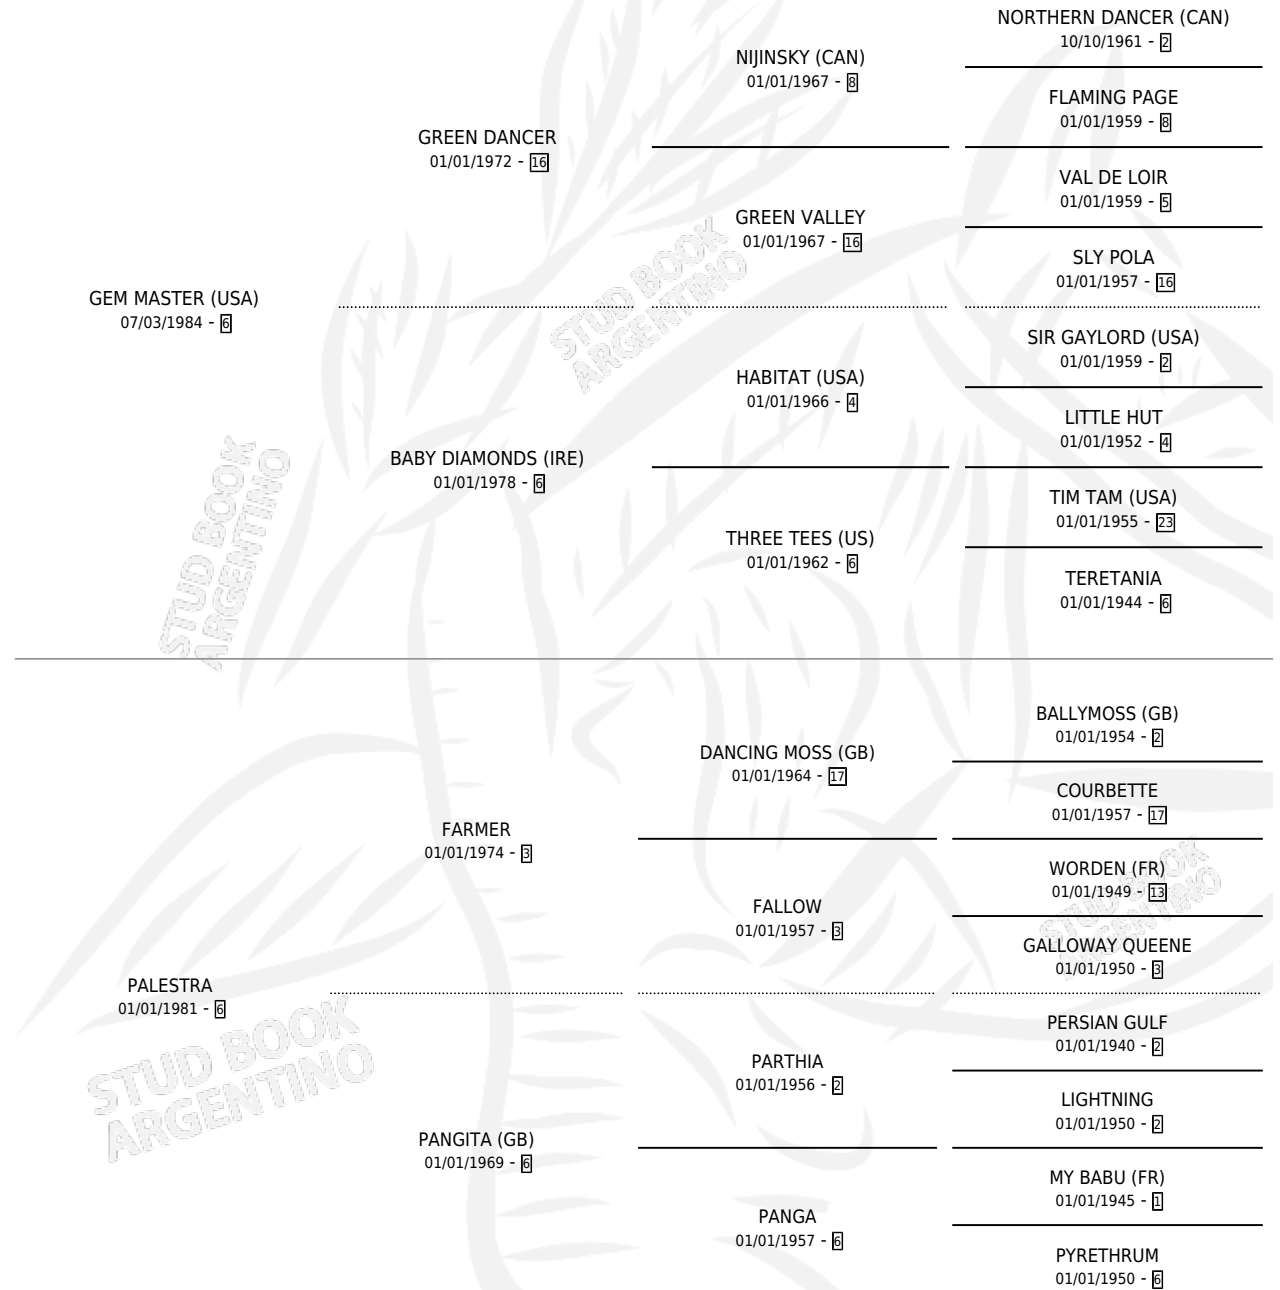 NORTHERN DANCER (CAN)
10/10/1961 - 2
NIJINSKY (CAN)
01/01/1967 - 8
FLAMING PAGE
01/01/1959 - 8
GREEN DANCER
01/01/1972 - 16
VAL DE LOIR
01/01/1959 - 5
GREEN VALLEY
01/01/1967 - 16
SLY POLA
01/01/1957 - 16
GEM MASTER (USA)
07/03/1984 - 6
SIR GAYLORD (USA)
01/01/1959 - 2
HABITAT (USA)
01/01/1966 - 4
LITTLE HUT
01/01/1952 - 4
BABY DIAMONDS (IRE)
01/01/1978 - 6
TIM TAM (USA)
01/01/1955 - 23
THREE TEES (US)
01/01/1962 - 6
TERETANIA
01/01/1944 - 6
STUD BOOK
ARGENTINO
STUD BOOK
ARGENTINO
BALLYMOSS (GB)
01/01/1954 - 2
DANCING MOSS (GB)
01/01/1964 - 17
COURBETTE
01/01/1957 - 17
FARMER
01/01/1974 - 3
WORDEN (FR)
01/01/1949 - 13
FALLOW
01/01/1957 - 3
GALLOWAY QUEENE
01/01/1950 - 3
PALESTRA
01/01/1981 - 6
PERSIAN GULF
01/01/1940 - 2
PARTHIA
01/01/1956 - 2
LIGHTNING
01/01/1950 - 2
PANGITA (GB)
01/01/1969 - 6
MY BABU (FR)
01/01/1945 - 1
PANGA
01/01/1957 - 6
PYRETHRUM
01/01/1950 - 6
STUD BOOK
ARGENTINO
STUD BOOK
ARGENTINO